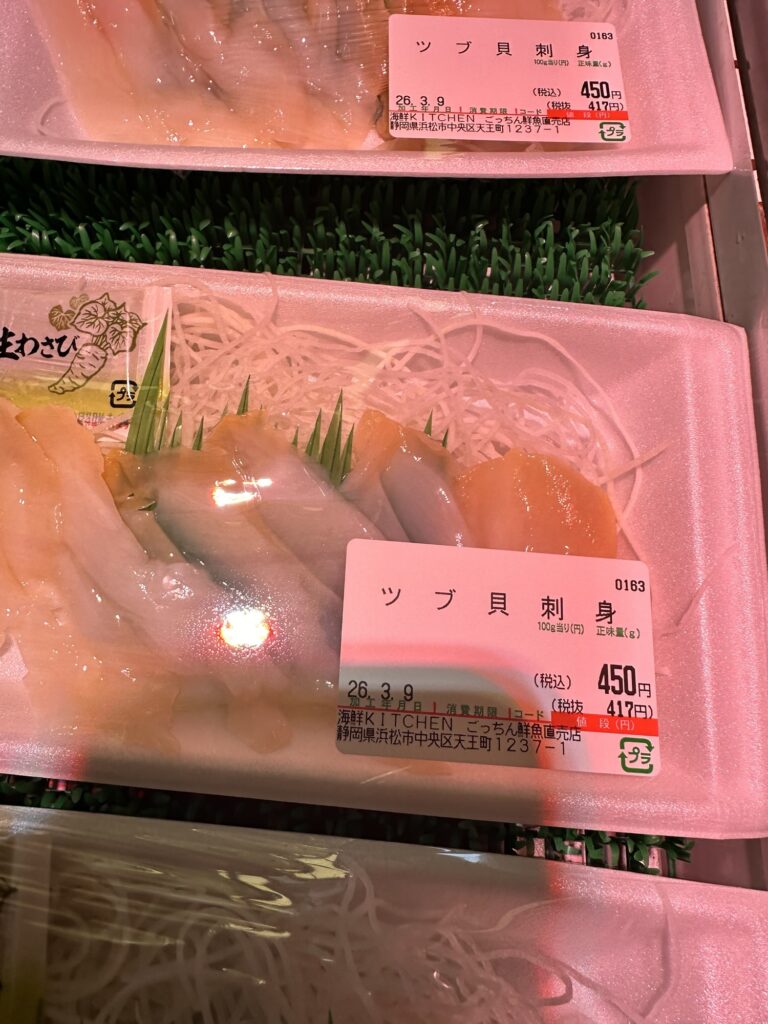 0163
ツブ貝刺身
100g当り(円) 正味量(g)
(税込) 450円
26.3.9 (税抜 417円)
加工年月日 消費期限 コード 値段(円)
海鮮KITCHEN ごっちん鮮魚直売店
静岡県浜松市中央区天王町1237-1
プラ
生わさび
プラ
0163
ツブ貝刺身
100g当り(円) 正味量(g)
(税込) 450円
26.3.9 (税抜 417円)
加工年月日 消費期限 コード 値段(円)
海鮮KITCHEN ごっちん鮮魚直売店
静岡県浜松市中央区天王町1237-1
プラ